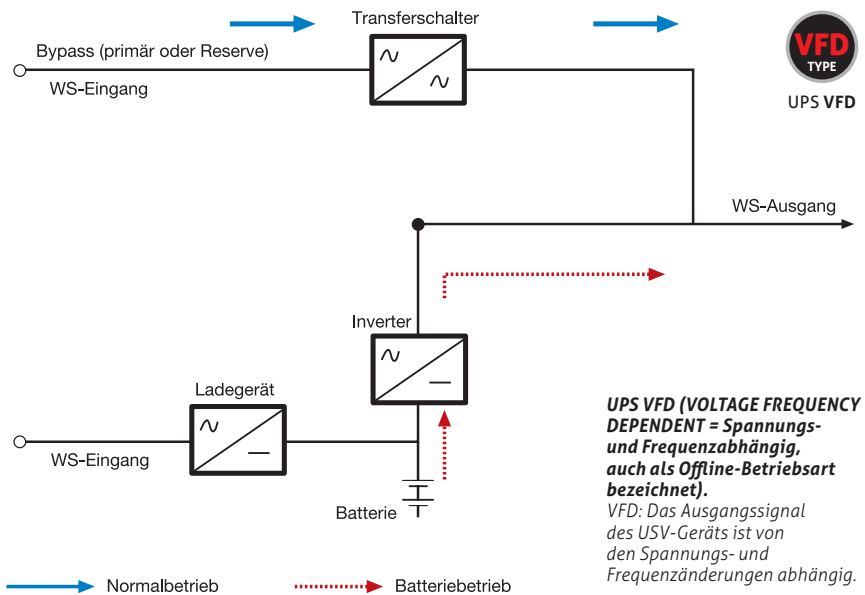 Transferschalter
Bypass (primär oder Reserve)
WS-Eingang
VFD
TYPE
UPS VFD
WS-Ausgang
Inverter
Ladegerät
WS-Eingang
Batterie
UPS VFD (VOLTAGE FREQUENCY
DEPENDENT = Spannungs-
und Frequenzabhängig,
auch als Offline-Betriebsart
bezeichnet).
VFD: Das Ausgangssignal
des USV-Geräts ist von
den Spannungs- und
Frequenzänderungen abhängig.
Normalbetrieb
Batteriebetrieb